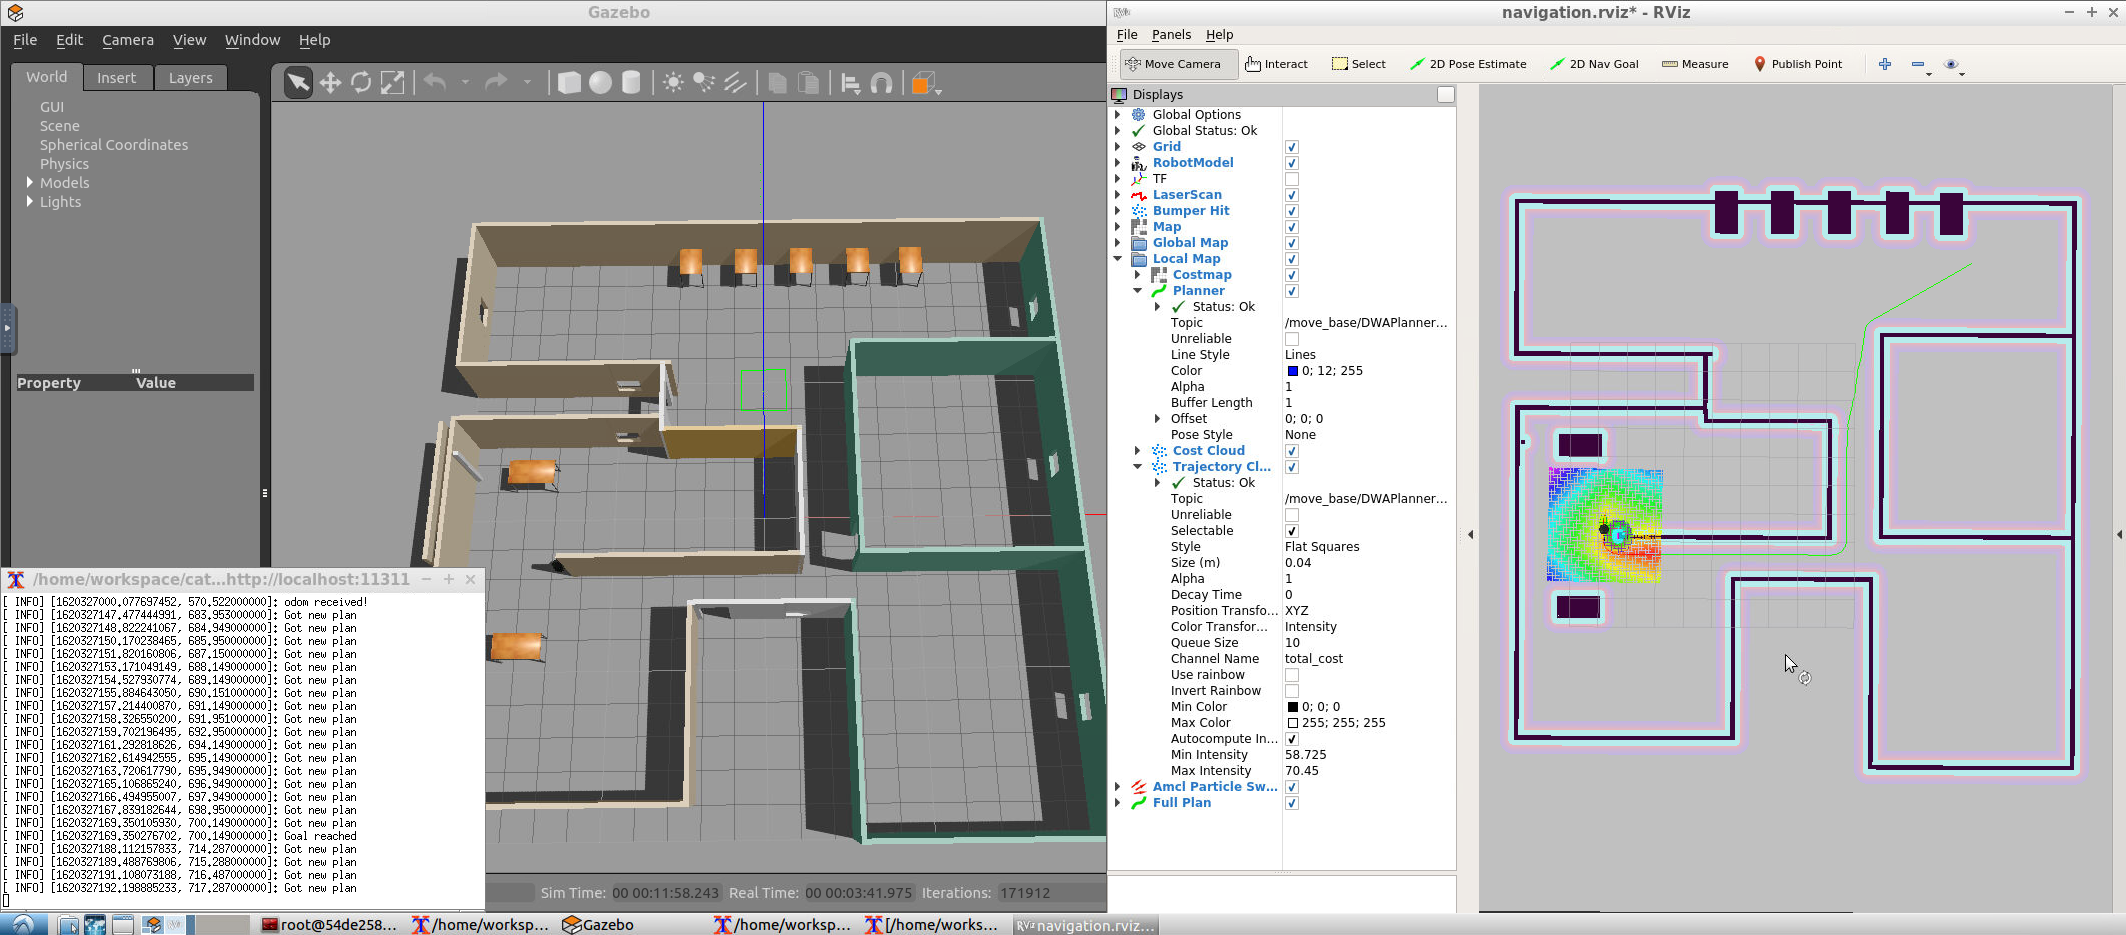 Gazebo
File Edit Camera View Window Help
World Insert Layers
GUI
Scene
Spherical Coordinates
Physics
Models
Lights
Property Value
/home/workspace/cat...http://localhost:11311
[ INFO] [1620327000.077697452, 570.522000000]: odom received!
[ INFO] [1620327147.477444991, 683.953000000]: Got new plan
[ INFO] [1620327148.822241067, 684.949000000]: Got new plan
[ INFO] [1620327150.170238465, 685.950000000]: Got new plan
[ INFO] [1620327151.820160806, 687.150000000]: Got new plan
[ INFO] [1620327153.171049149, 688.149000000]: Got new plan
[ INFO] [1620327154.527930774, 689.149000000]: Got new plan
[ INFO] [1620327155.884643050, 690.151000000]: Got new plan
[ INFO] [1620327157.214400870, 691.149000000]: Got new plan
[ INFO] [1620327158.326550200, 691.951000000]: Got new plan
[ INFO] [1620327159.702196495, 692.950000000]: Got new plan
[ INFO] [1620327161.292818626, 694.149000000]: Got new plan
[ INFO] [1620327162.614942555, 695.149000000]: Got new plan
[ INFO] [1620327163.720617790, 695.949000000]: Got new plan
[ INFO] [1620327165.106865240, 696.949000000]: Got new plan
[ INFO] [1620327166.494955007, 697.949000000]: Got new plan
[ INFO] [1620327167.839182644, 698.950000000]: Got new plan
[ INFO] [1620327169.350105930, 700.149000000]: Got new plan
[ INFO] [1620327169.350276702, 700.149000000]: Goal reached
[ INFO] [1620327188.112157833, 714.287000000]: Got new plan
[ INFO] [1620327189.488769806, 715.288000000]: Got new plan
[ INFO] [1620327191.108073188, 716.487000000]: Got new plan
[ INFO] [1620327192.198885233, 717.287000000]: Got new plan
Sim Time: 00 00:11:58.243 Real Time: 00 00:03:41.975 Iterations: 171912
navigation.rviz* - RViz
File Panels Help
Move Camera Interact Select 2D Pose Estimate 2D Nav Goal Measure Publish Point
Displays
Global Options
Global Status: Ok
Grid
RobotModel
TF
LaserScan
Bumper Hit
Map
Global Map
Local Map
Costmap
Planner
Status: Ok
Topic /move_base/DWAPlanner...
Unreliable
Line Style Lines
Color 0; 12; 255
Alpha 1
Buffer Length 1
Offset 0; 0; 0
Pose Style None
Cost Cloud
Trajectory Cl...
Status: Ok
Topic /move_base/DWAPlanner...
Unreliable
Selectable
Style Flat Squares
Size (m) 0.04
Alpha 1
Decay Time 0
Position Transfo... XYZ
Color Transfor... Intensity
Queue Size 10
Channel Name total_cost
Use rainbow
Invert Rainbow
Min Color 0; 0; 0
Max Color 255; 255; 255
Autocompute In...
Min Intensity 58.725
Max Intensity 70.45
Amcl Particle Sw...
Full Plan
root@54de258... /home/worksp... Gazebo /home/worksp... [/home/works... RViz navigation.rviz...